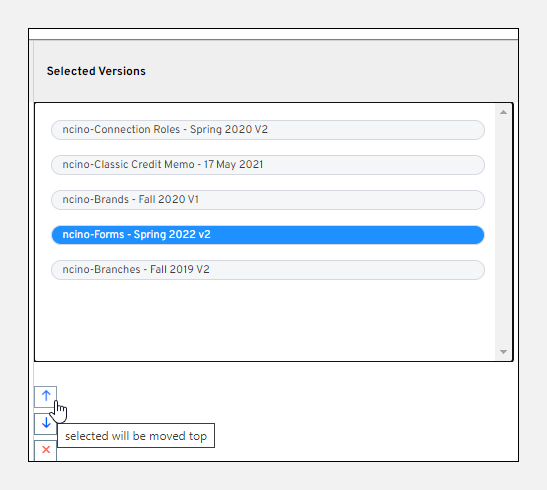 Selected Versions
ncino-Connection Roles - Spring 2020 V2
ncino-Classic Credit Memo - 17 May 2021
ncino-Brands - Fall 2020 V1
ncino-Forms - Spring 2022 v2
ncino-Branches - Fall 2019 V2
selected will be moved top